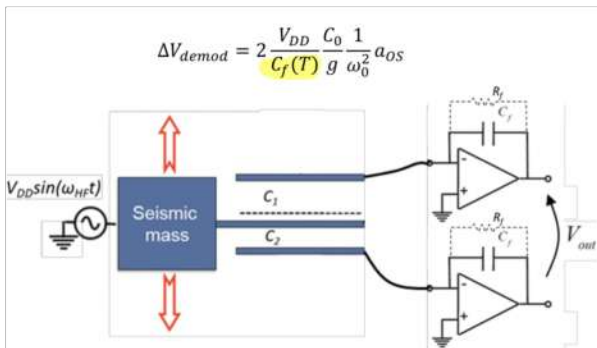 ΔV_demod = 2 V_DD/C_f(T) C_0/g 1/ω_0^2 a_OS
R_f
C_f
V_DD sin(ω_HF t)
Seismic
mass
C_1
C_2
-
+
R_f
C_f
-
+
V_out